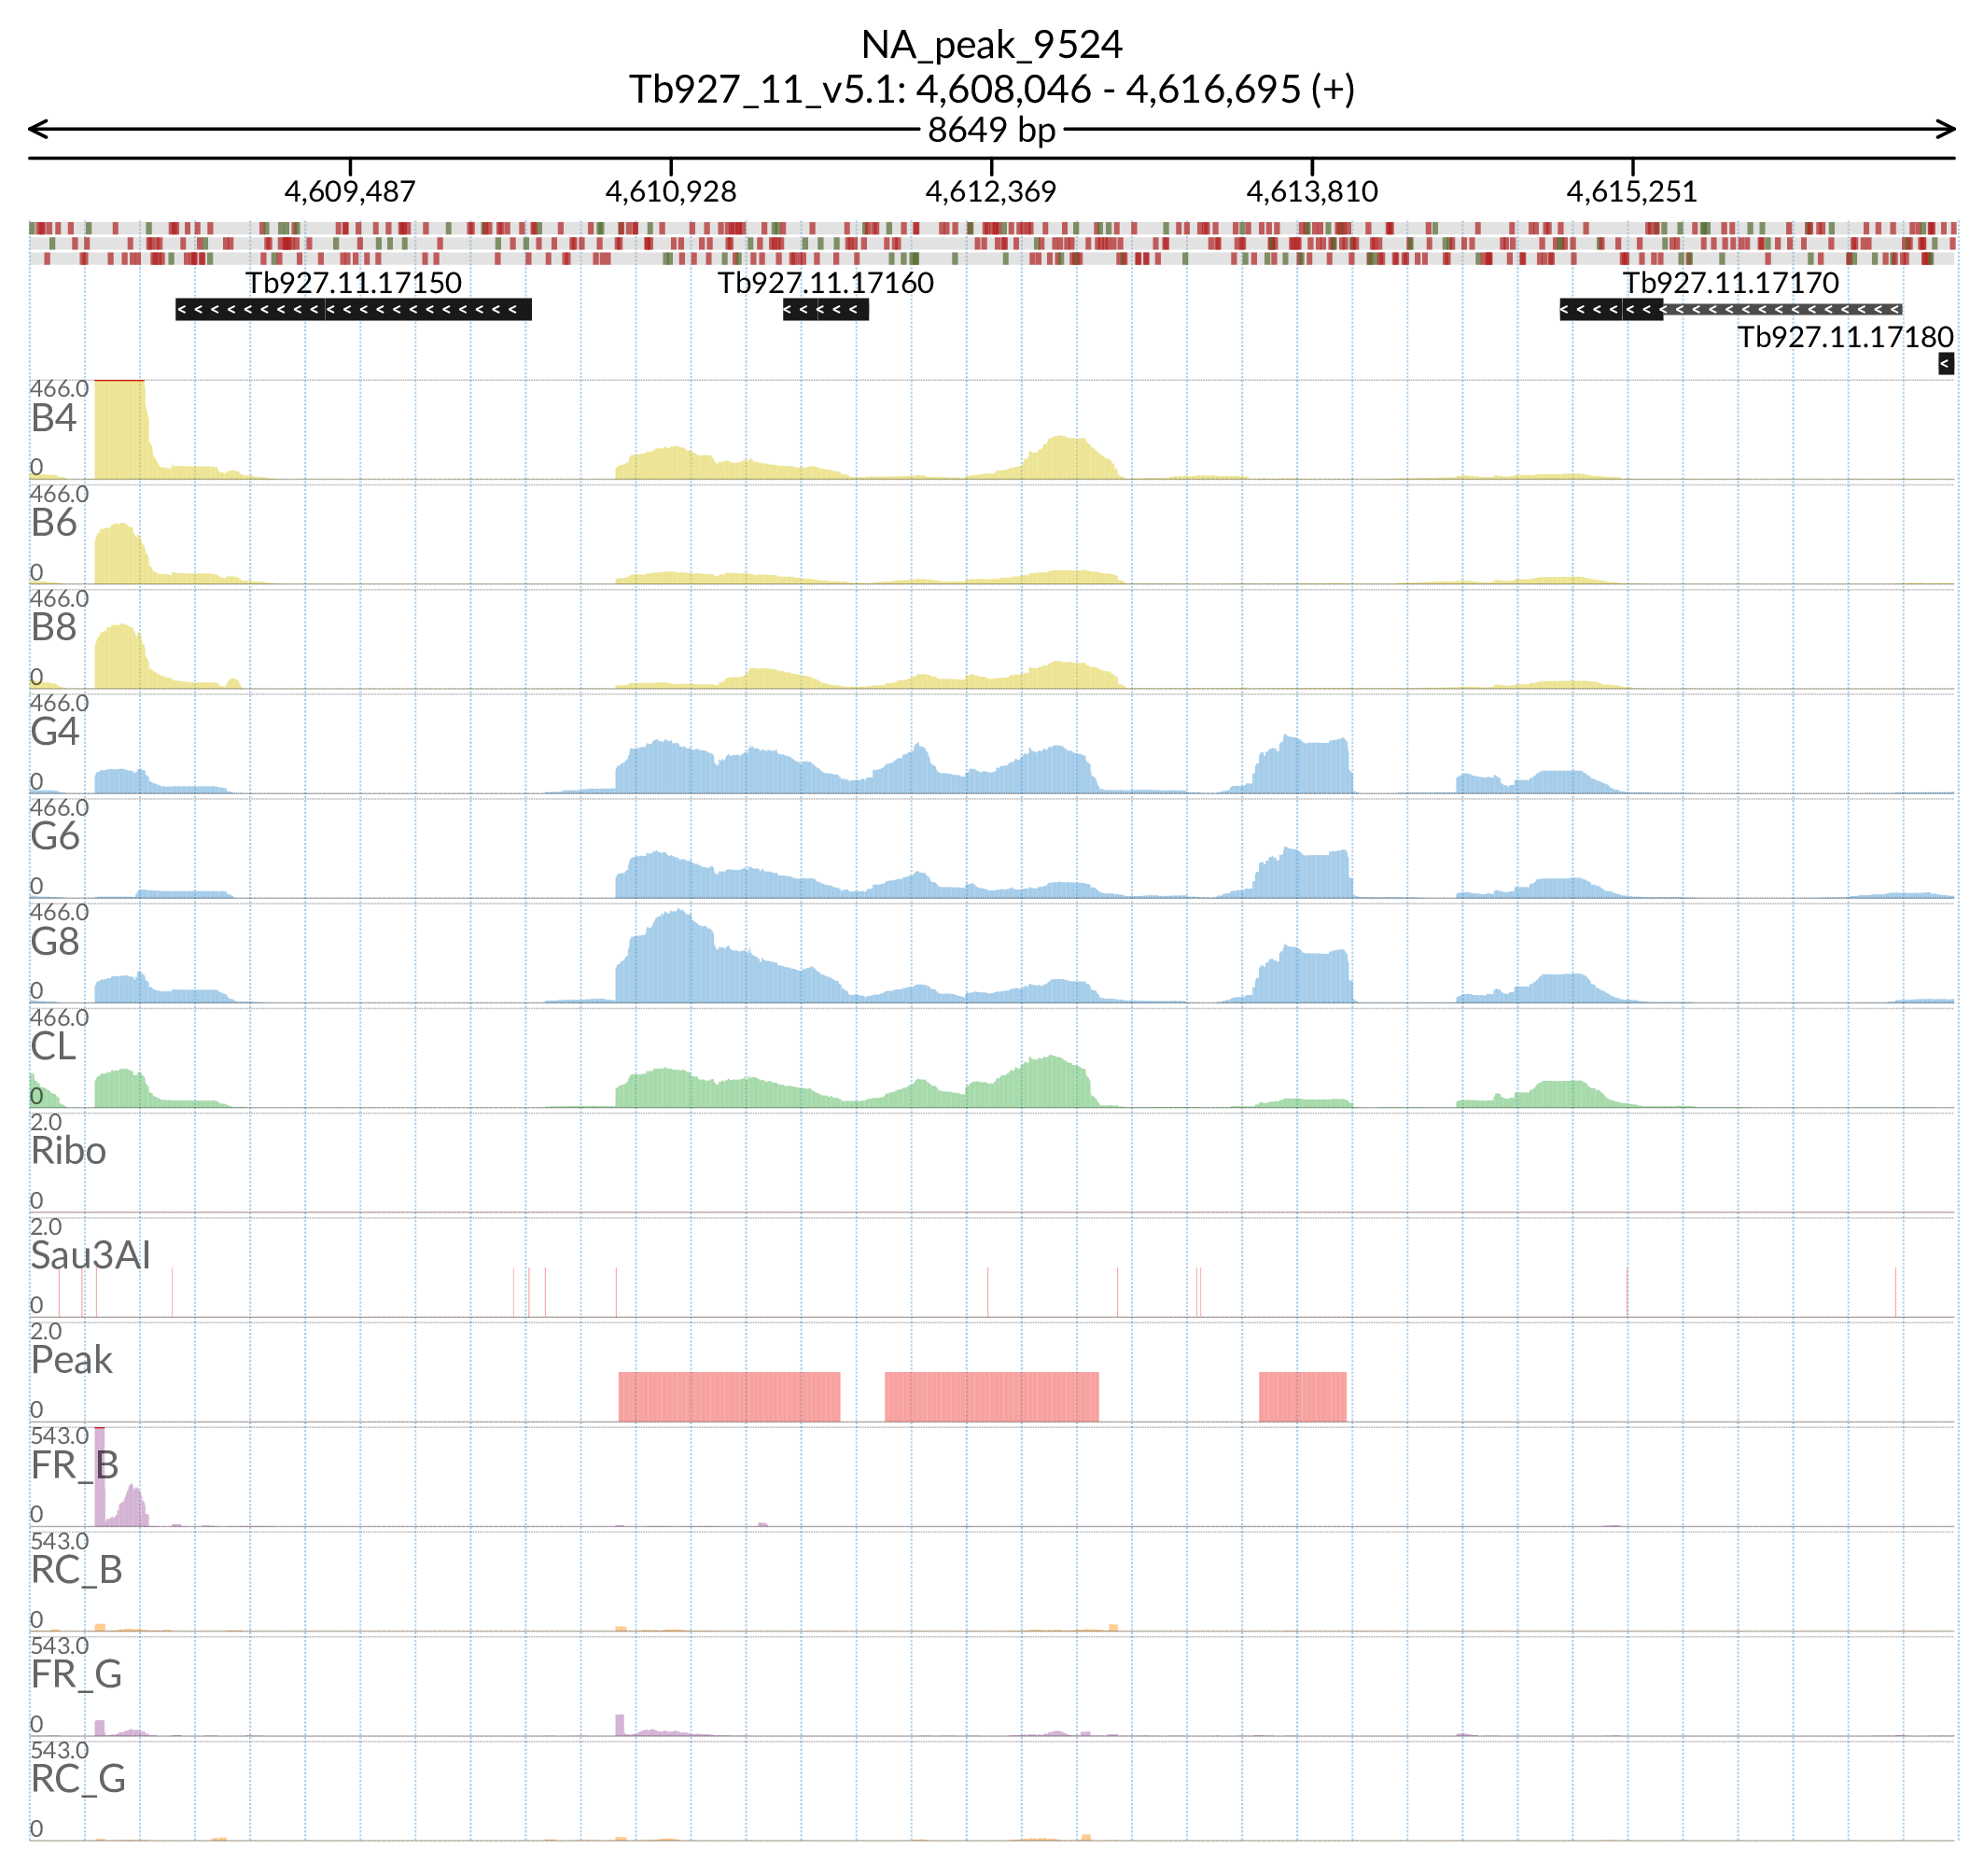 NA_peak_9524
Tb927_11_v5.1: 4,608,046 - 4,616,695 (+)
8649 bp
4,609,487 4,610,928 4,612,369 4,613,810 4,615,251
Tb927.11.17150 Tb927.11.17160 Tb927.11.17170
Tb927.11.17180
466.0
B4
0
466.0
B6
0
466.0
B8
0
466.0
G4
0
466.0
G6
0
466.0
G8
0
466.0
CL
0
2.0
Ribo
0
2.0
Sau3AI
0
2.0
Peak
0
543.0
FR_B
0
543.0
RC_B
0
543.0
FR_G
0
543.0
RC_G
0